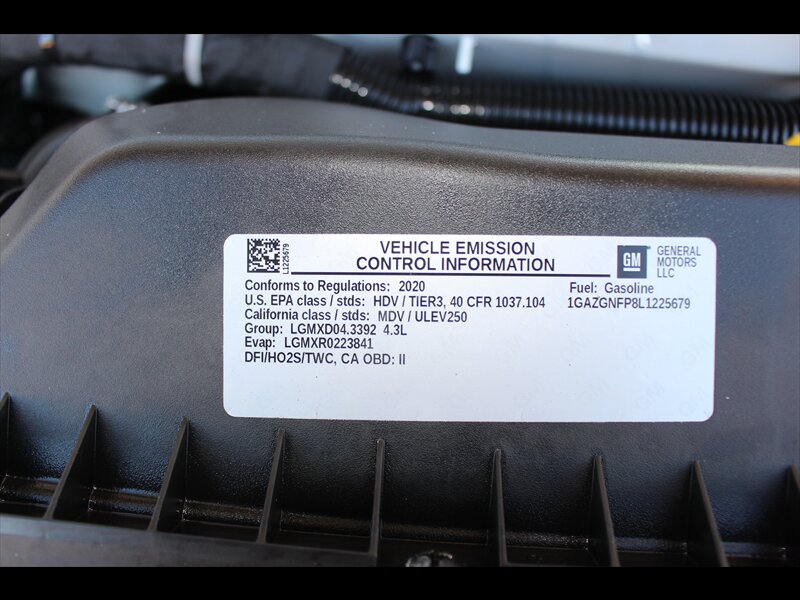 L1225679
VEHICLE EMISSION
CONTROL INFORMATION
GM
GENERAL
MOTORS
LLC
Conforms to Regulations: 2020
Fuel: Gasoline
U.S. EPA class / stds: HDV / TIER3, 40 CFR 1037.104
1GAZGNFP8L1225679
California class / stds: MDV / ULEV250
Group: LGMXD04.3392 4.3L
Evap: LGMXR0223841
DFI/HO2S/TWC, CA OBD: II